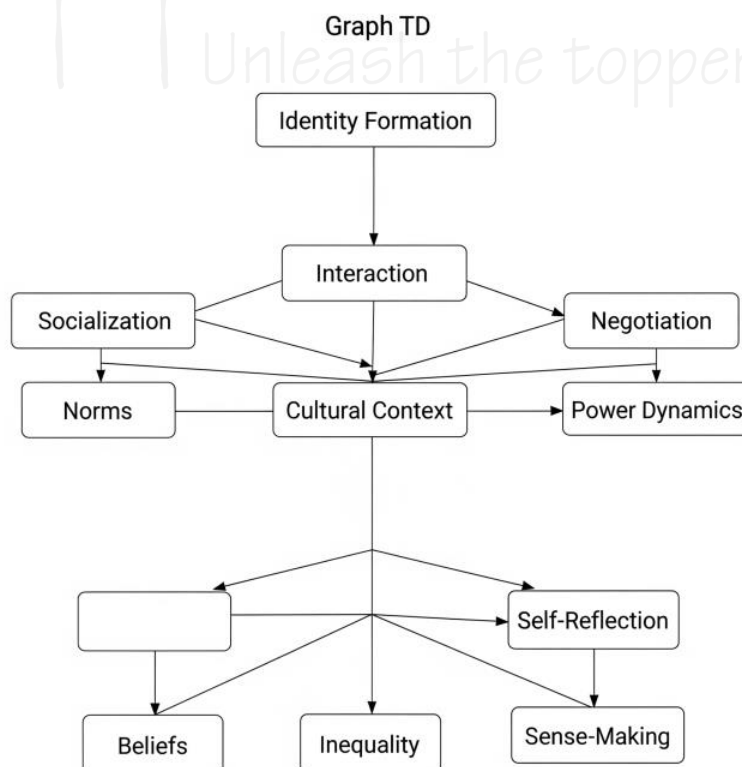 Graph TD
Unleash the topper
Identity Formation
Interaction
Socialization
Negotiation
Norms
Cultural Context
Power Dynamics
Self-Reflection
Beliefs
Inequality
Sense-Making